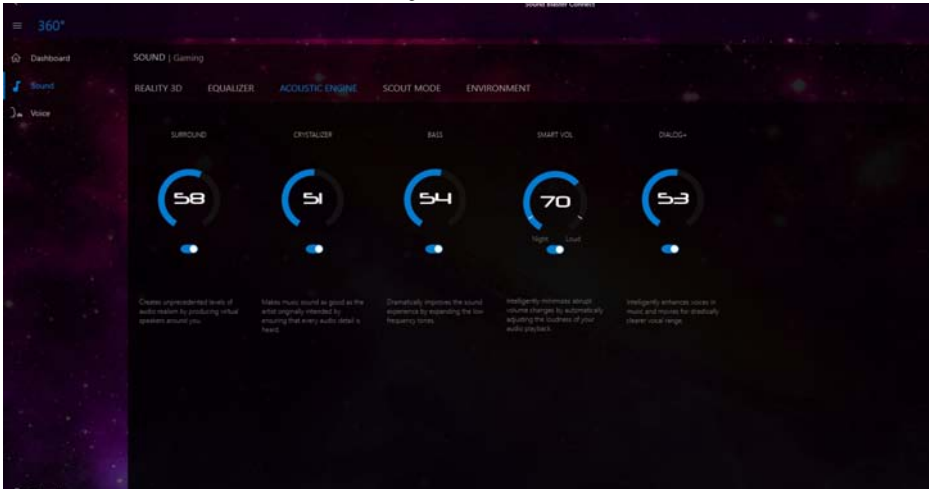 Sound Blaster Connect
360°
Dashboard
Sound
Voice
SOUND | Gaming
REALITY 3D EQUALIZER ACOUSTIC ENGINE SCOUT MODE ENVIRONMENT
SURROUND CRYSTALIZER BASS SMART VOL DIALOG+
58 51 54 70 53
Night Loud
Creates unprecedented levels of
audio realism by producing virtual
speakers around you.
Makes music sound as good as the
artist originally intended by
ensuring that every audio detail is
heard.
Dramatically improves the sound
experience by expanding the low
frequency tones.
Intelligently minimizes abrupt
volume changes by automatically
adjusting the loudness of your
audio playback.
Intelligently enhances voices in
music and movies for drastically
clearer vocal range.